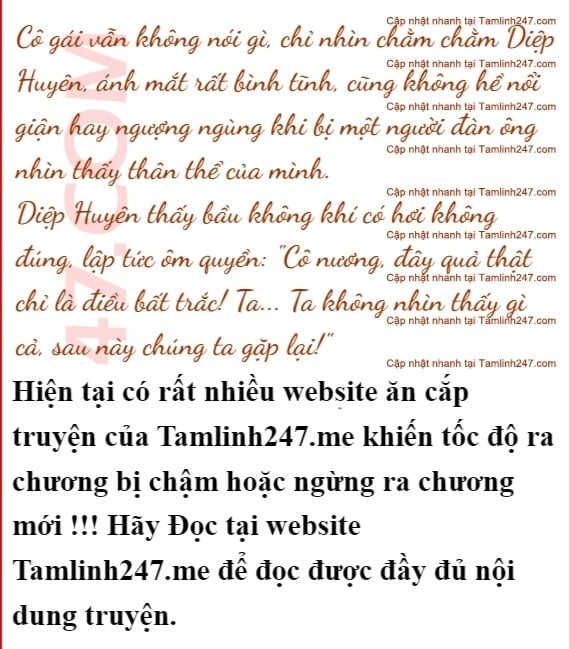 Cập nhật nhanh tại Tamlinh247.com
Cô gái vẫn không nói gì, chỉ nhìn chằm chằm Diệp
Cập nhật nhanh tại Tamlinh247.com
Huyên, ánh mắt rất bình tĩnh, cũng không hề nổi
Cập nhật nhanh tại Tamlinh247.com
giận hay ngượng ngùng khi bị một người đàn ông
Cập nhật nhanh tại Tamlinh247.com
nhìn thấy thân thể của mình.
Cập nhật nhanh tại Tamlinh247.com
Diệp Huyên thấy bầu không khí có hơi không
Cập nhật nhanh tại Tamlinh247.com
đúng, lập tức ôm quyền: "Cô nương, đây quả thật
Cập nhật nhanh tại Tamlinh247.com
chỉ là điều bất trắc! Ta... Ta không nhìn thấy gì
Cập nhật nhanh tại Tamlinh247.com
cả, sau này chúng ta gặp lại!"
Cập nhật nhanh tại Tamlinh247.com
47.COM
Hiện tại có rất nhiều website ăn cắp
truyện của Tamlinh247.me khiến tốc độ ra
chương bị chậm hoặc ngừng ra chương
mới !!! Hãy Đọc tại website
Tamlinh247.me để đọc được đầy đủ nội
dung truyện.